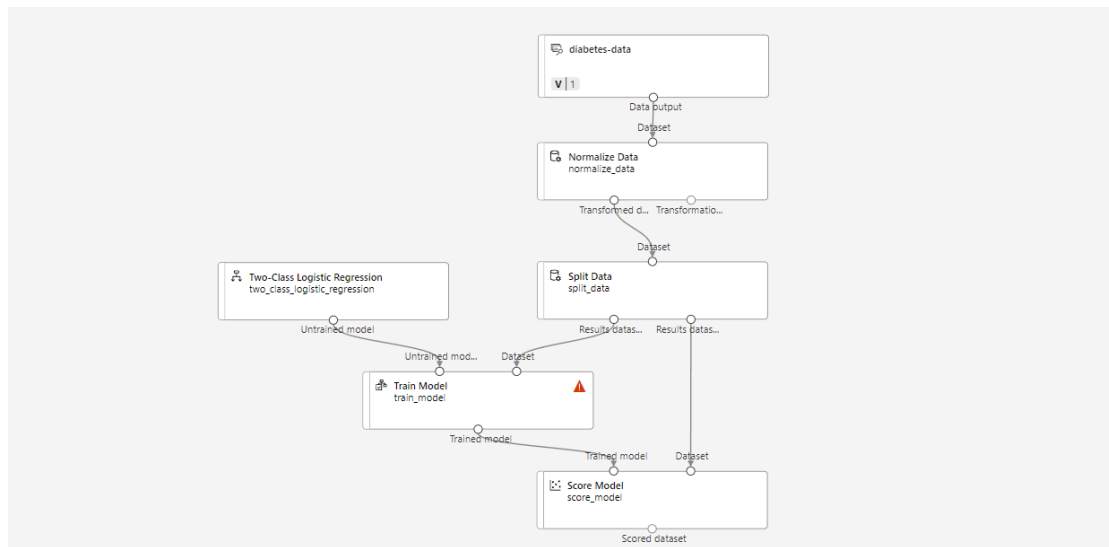 diabetes-data
V | 1
Data output
Dataset
Normalize Data
normalize_data
Transformed d... Transformatio...
Dataset
Two-Class Logistic Regression
two_class_logistic_regression
Untrained model
Split Data
split_data
Results datas... Results datas...
Untrained mod... Dataset
Train Model
train_model
Trained model
Trained model Dataset
Score Model
score_model
Scored dataset